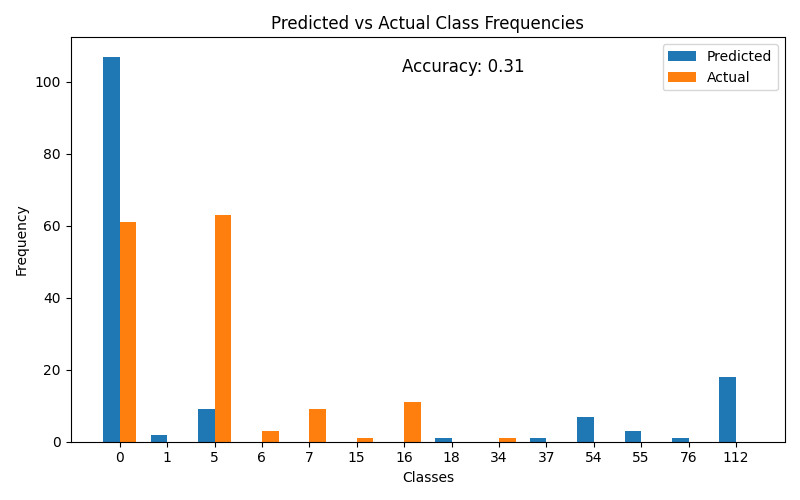 Predicted vs Actual Class Frequencies
Accuracy: 0.31
Predicted
Actual
Frequency
100
80
60
40
20
0
0 1 5 6 7 15 16 18 34 37 54 55 76 112
Classes